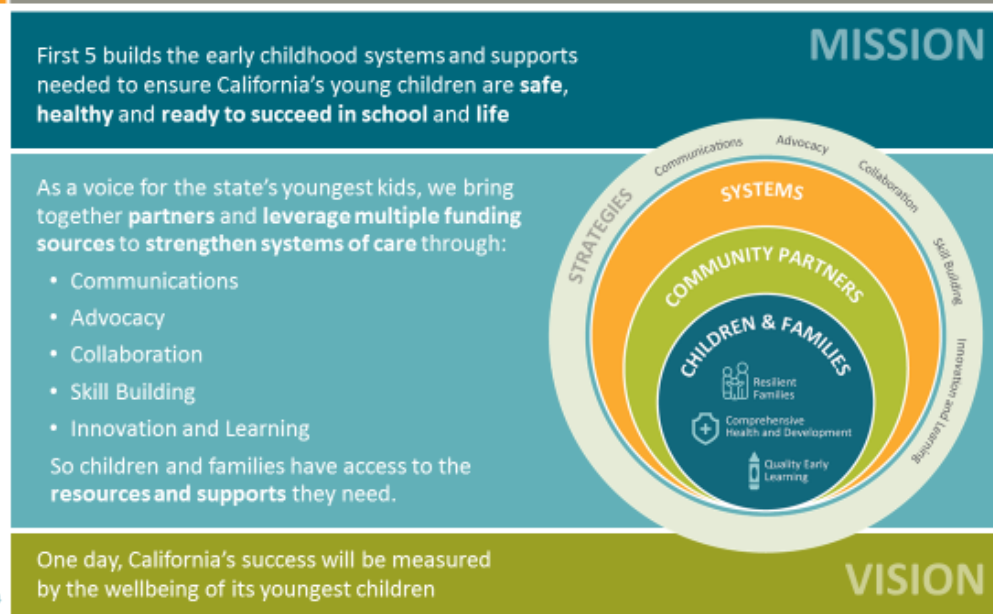 MISSION
First 5 builds the early childhood systems and supports
needed to ensure California's young children are safe,
healthy and ready to succeed in school and life
As a voice for the state's youngest kids, we bring
together partners and leverage multiple funding
sources to strengthen systems of care through:
• Communications
• Advocacy
• Collaboration
• Skill Building
• Innovation and Learning
So children and families have access to the
resources and supports they need.
STRATEGIES
Communications
Advocacy
Collaboration
Skill Building
Innovation and Learning
SYSTEMS
COMMUNITY PARTNERS
CHILDREN & FAMILIES
Resilient
Families
Comprehensive
Health and Development
Quality Early
Learning
One day, California's success will be measured
by the wellbeing of its youngest children
VISION